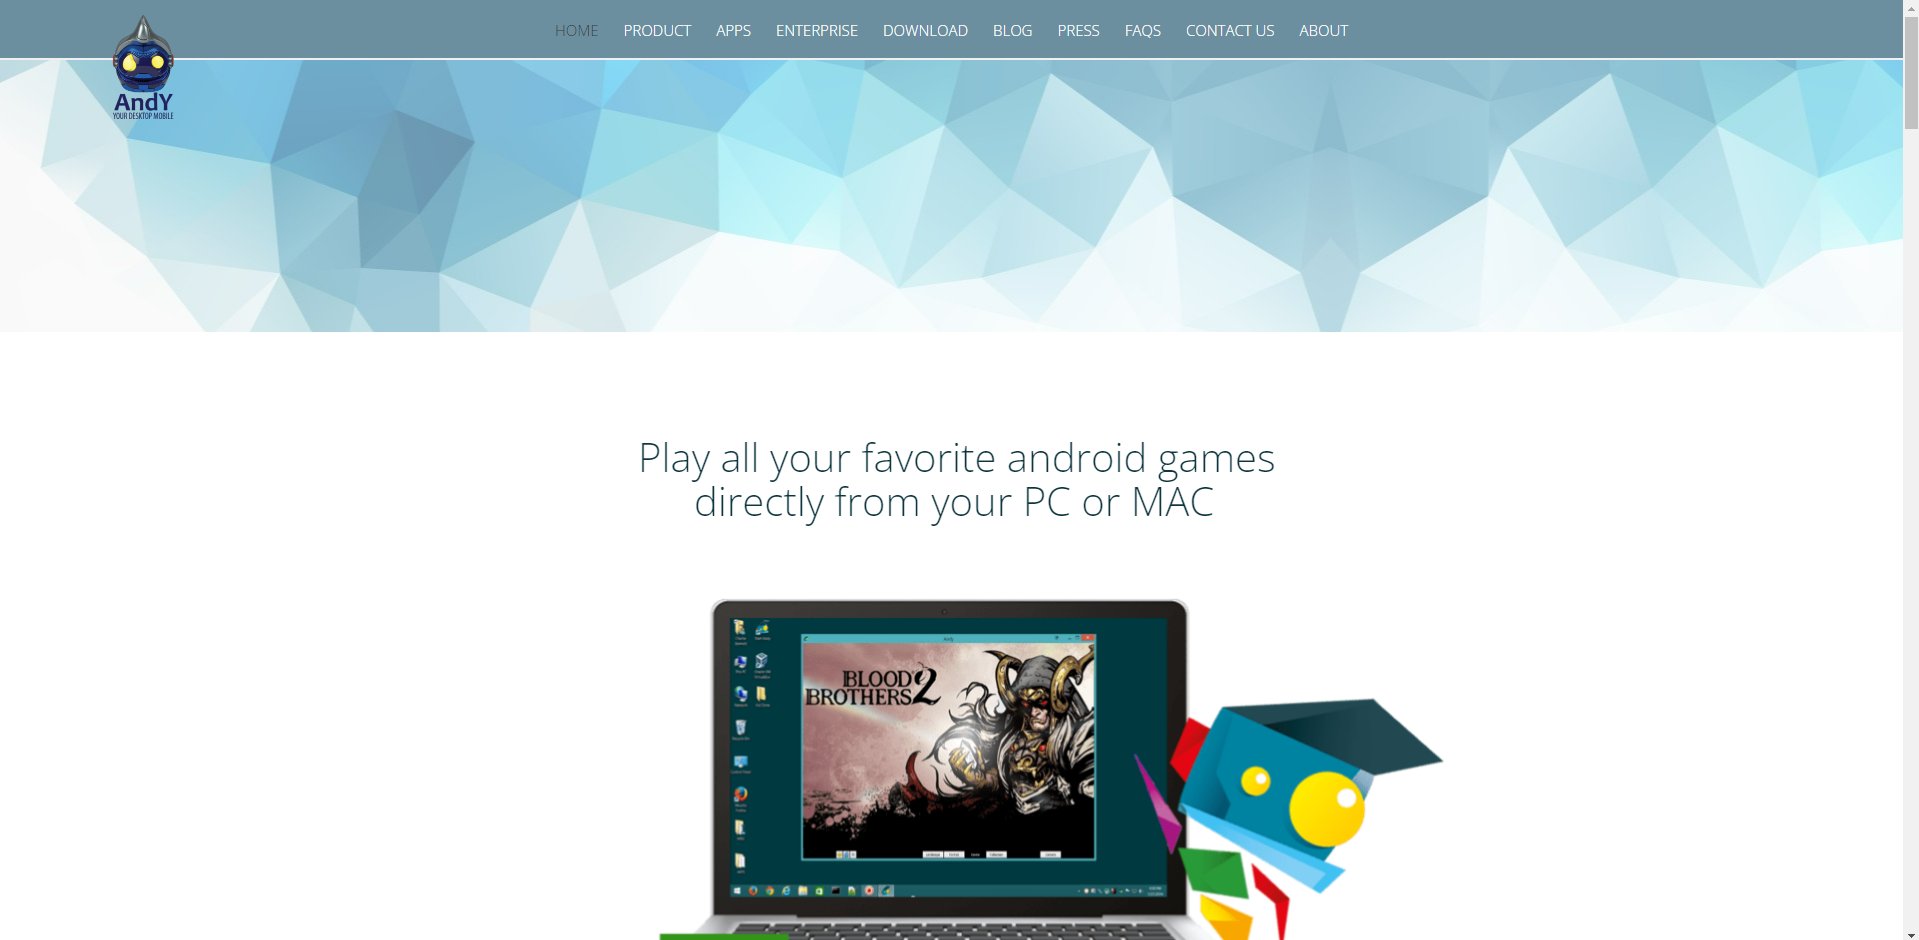 HOME PRODUCT APPS ENTERPRISE DOWNLOAD BLOG PRESS FAQS CONTACT US ABOUT
AndY
YOUR DESKTOP MOBILE
Play all your favorite android games
directly from your PC or MAC
Andy
BLOOD
BROTHERS 2